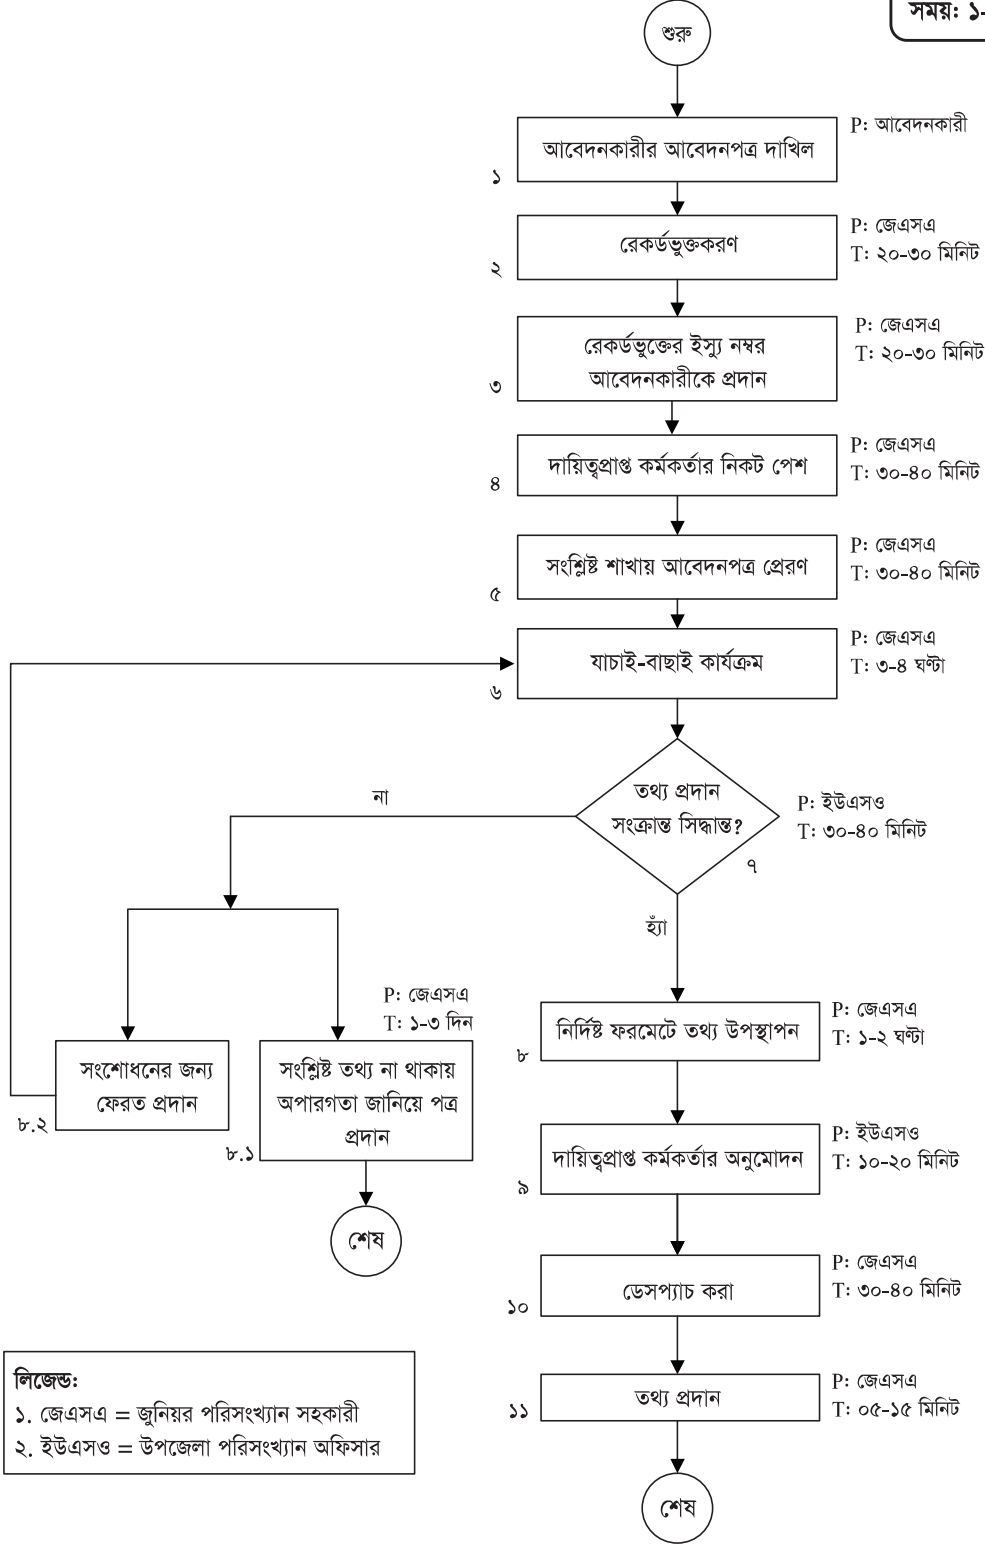 সময়: ১-
শুরু
আবেদনকারীর আবেদনপত্র দাখিল
১
P: আবেদনকারী
রেকর্ডভুক্তকরণ
২
P: জেএসএ
T: ২০-৩০ মিনিট
রেকর্ডভুক্তের ইস্যু নম্বর
আবেদনকারীকে প্রদান
৩
P: জেএসএ
T: ২০-৩০ মিনিট
দায়িত্বপ্রাপ্ত কর্মকর্তার নিকট পেশ
৪
P: জেএসএ
T: ৩০-৪০ মিনিট
সংশ্লিষ্ট শাখায় আবেদনপত্র প্রেরণ
৫
P: জেএসএ
T: ৩০-৪০ মিনিট
যাচাই-বাছাই কার্যক্রম
৬
P: জেএসএ
T: ৩-৪ ঘণ্টা
তথ্য প্রদান
সংক্রান্ত সিদ্ধান্ত?
৭
P: ইউএসও
T: ৩০-৪০ মিনিট
না
হ্যাঁ
সংশোধনের জন্য
ফেরত প্রদান
৮.২
P: জেএসএ
T: ১-৩ দিন
সংশ্লিষ্ট তথ্য না থাকায়
অপারগতা জানিয়ে পত্র
প্রদান
৮.১
শেষ
নির্দিষ্ট ফরমেটে তথ্য উপস্থাপন
৮
P: জেএসএ
T: ১-২ ঘণ্টা
দায়িত্বপ্রাপ্ত কর্মকর্তার অনুমোদন
৯
P: ইউএসও
T: ১০-২০ মিনিট
ডেসপ্যাচ করা
১০
P: জেএসএ
T: ৩০-৪০ মিনিট
তথ্য প্রদান
১১
P: জেএসএ
T: ০৫-১৫ মিনিট
শেষ
লিজেন্ড:
১. জেএসএ = জুনিয়র পরিসংখ্যান সহকারী
২. ইউএসও = উপজেলা পরিসংখ্যান অফিসার